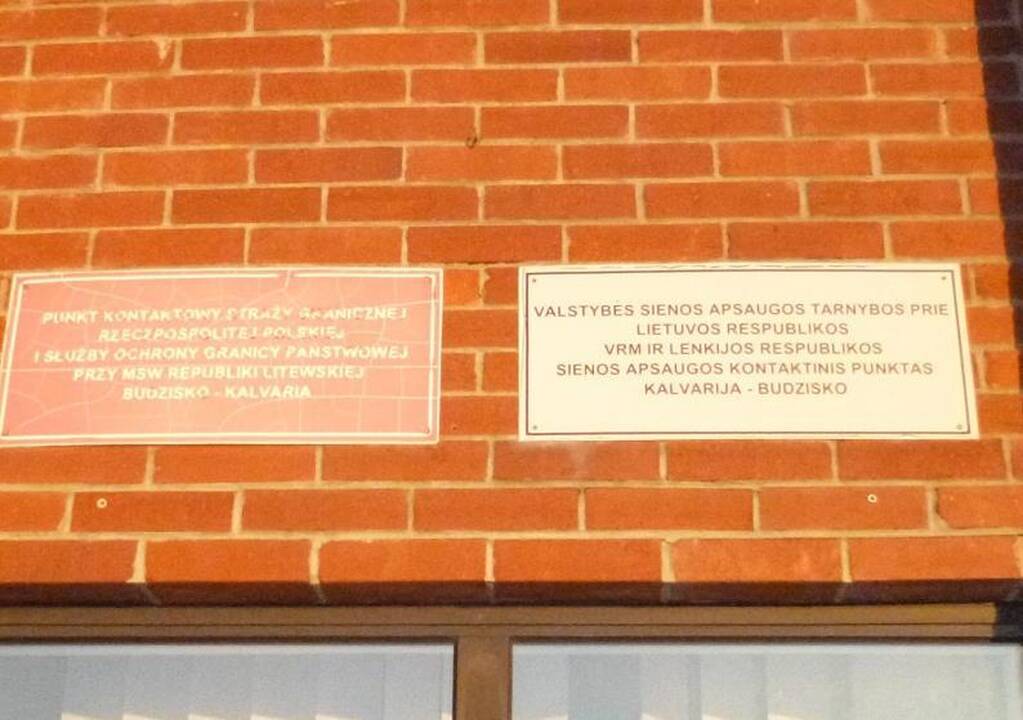 PUNKT KONTAKTOWY STRAŻY GRANICZNEJ
RZECZPOSPOLITEJ POLSKIEJ
I SŁUŻBY OCHRONY GRANICY PAŃSTWOWEJ
PRZY MSW REPUBLIKI LITEWSKIEJ
BUDZISKO - KALVARIA
VALSTYBĖS SIENOS APSAUGOS TARNYBOS PRIE
LIETUVOS RESPUBLIKOS
VRM IR LENKIJOS RESPUBLIKOS
SIENOS APSAUGOS KONTAKTINIS PUNKTAS
KALVARIJA - BUDZISKO